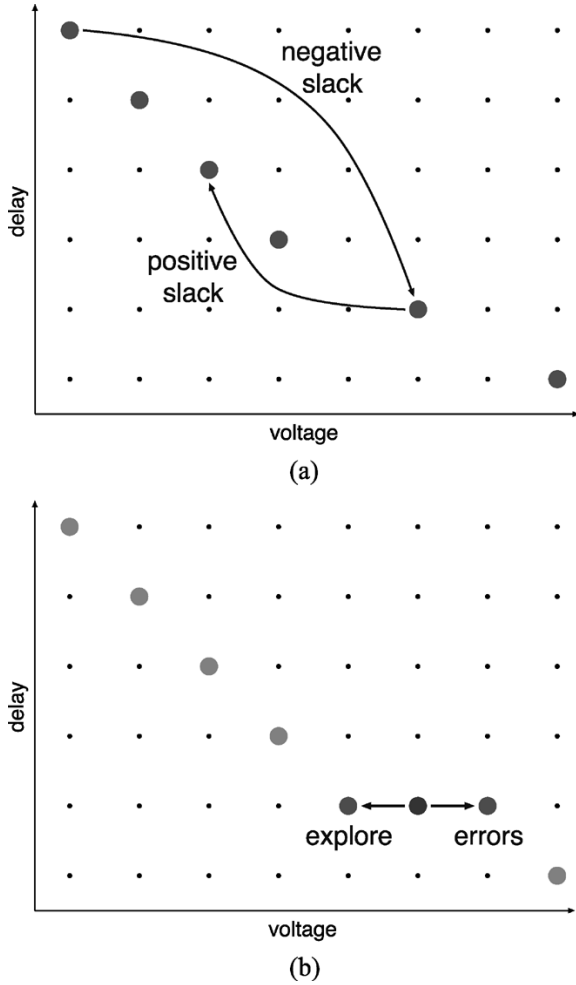 negative
slack
delay
positive
slack
voltage
(a)
delay
explore errors
voltage
(b)